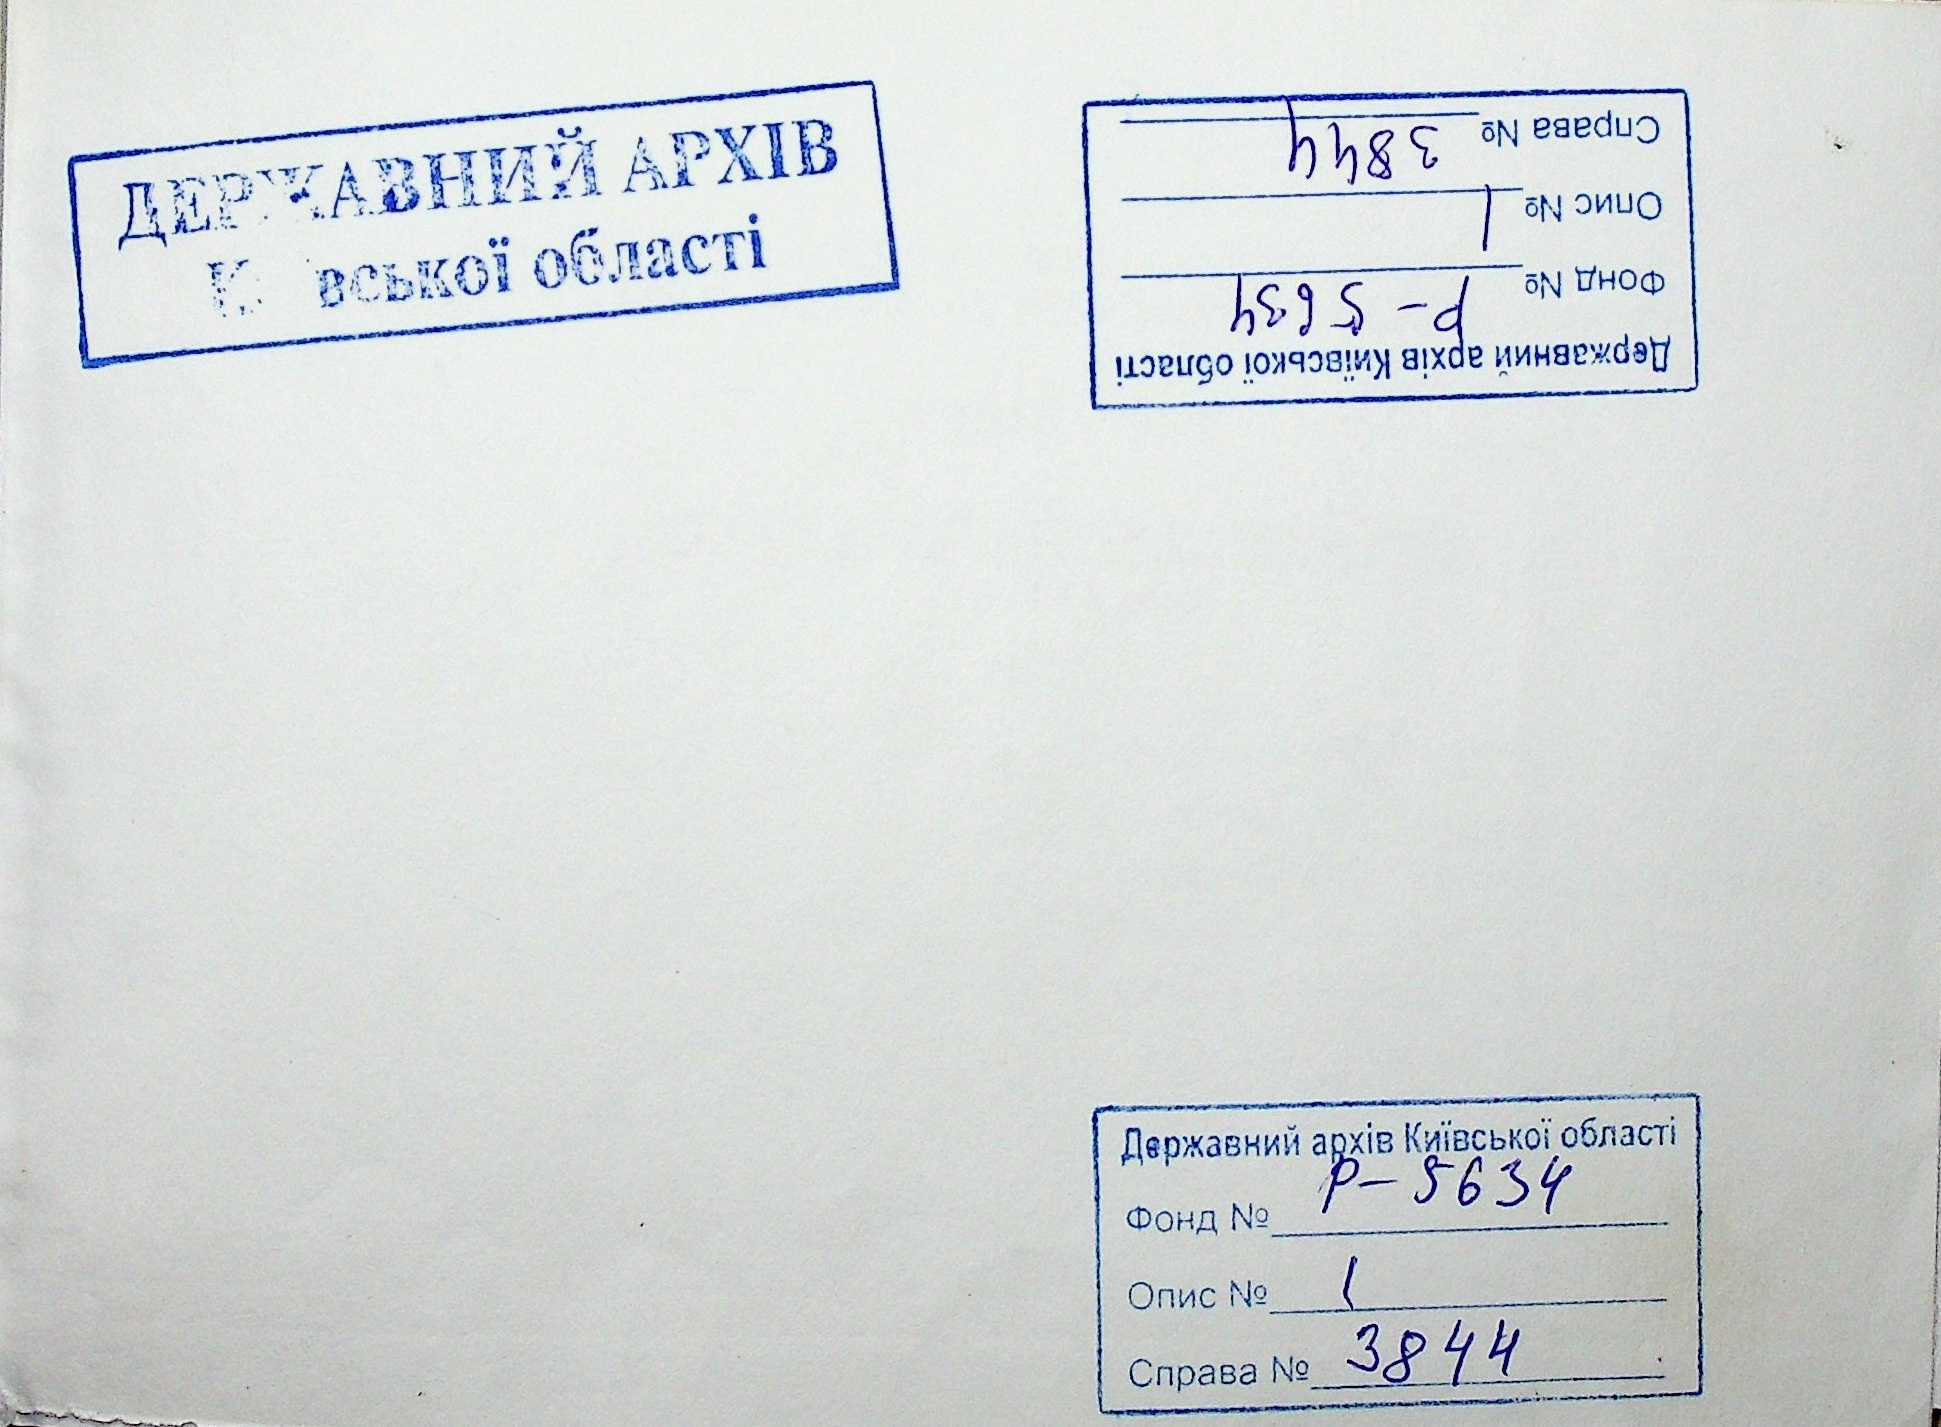 ДЕРЖАВНИЙ АРХІВ
Київської області
Державний архів Київської області
Фонд № Р-5634
Опис № 1
Справа № 3844
Державний архів Київської області
Фонд № Р-5634
Опис № 1
Справа № 3844